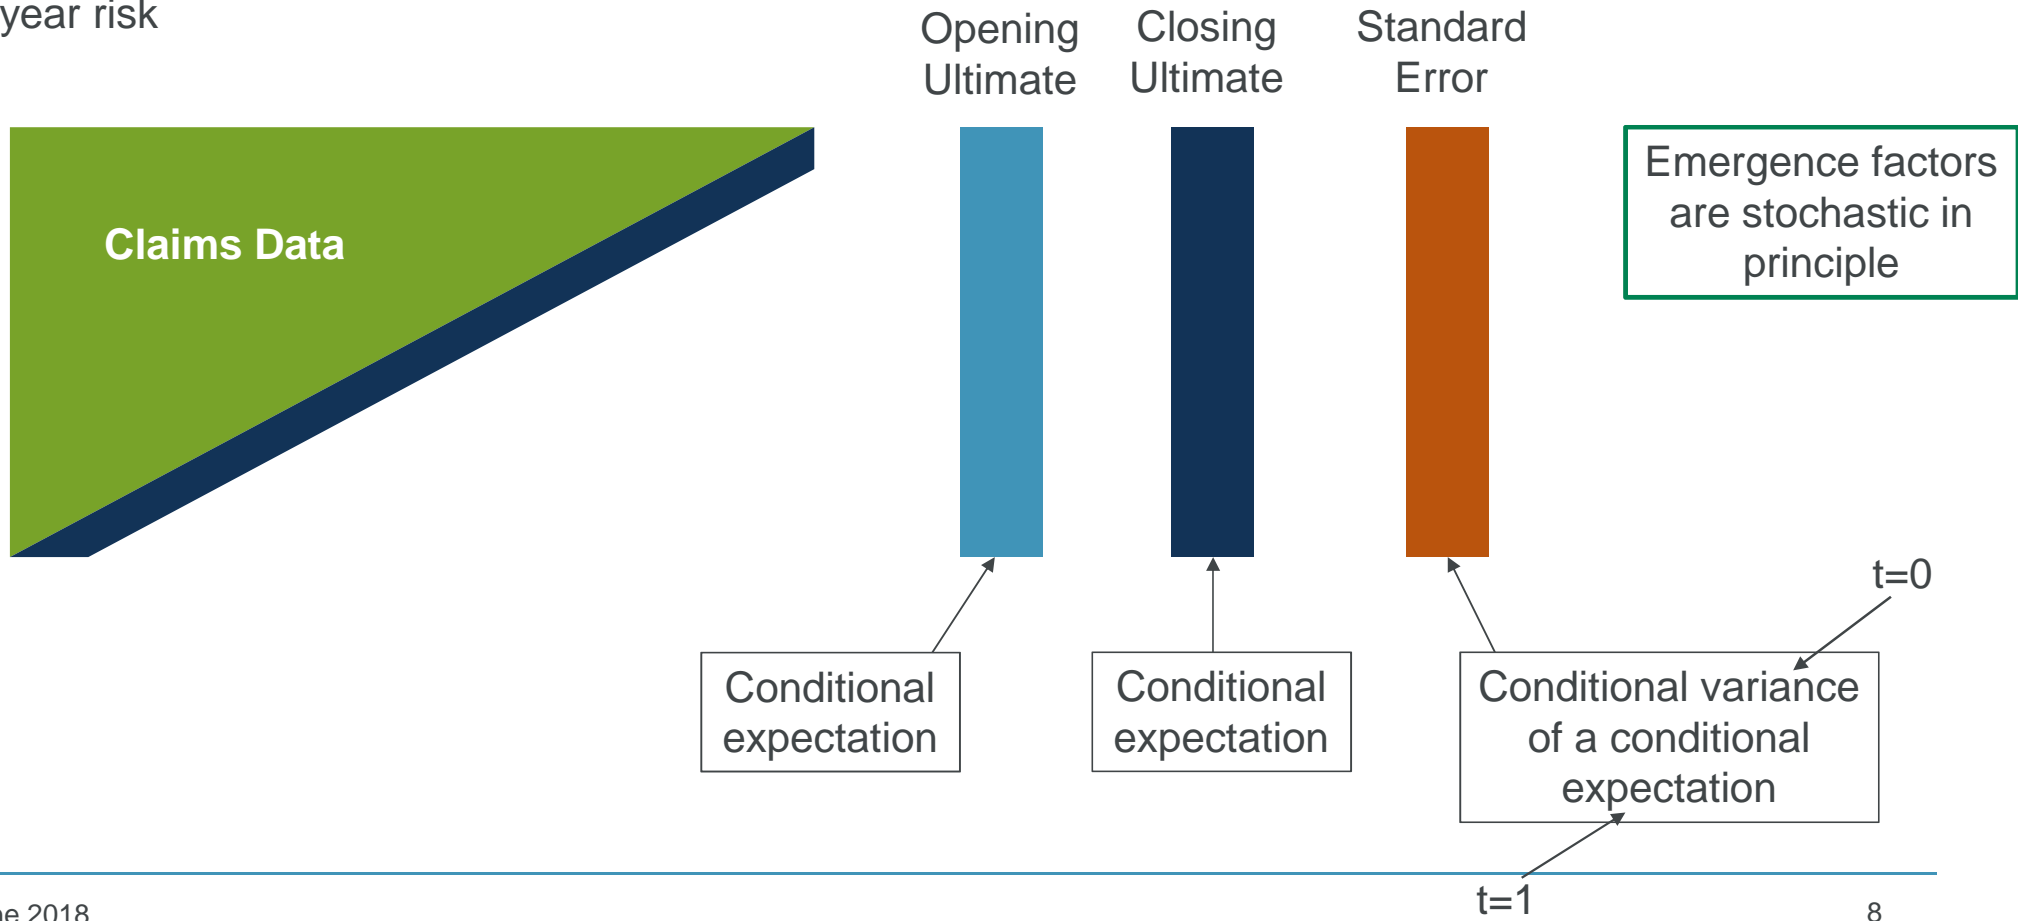 year risk
Opening
Ultimate
Closing
Ultimate
Standard
Error
Claims Data
Emergence factors
are stochastic in
principle
t=0
Conditional
expectation
Conditional
expectation
Conditional variance
of a conditional
expectation
t=1
2018
8